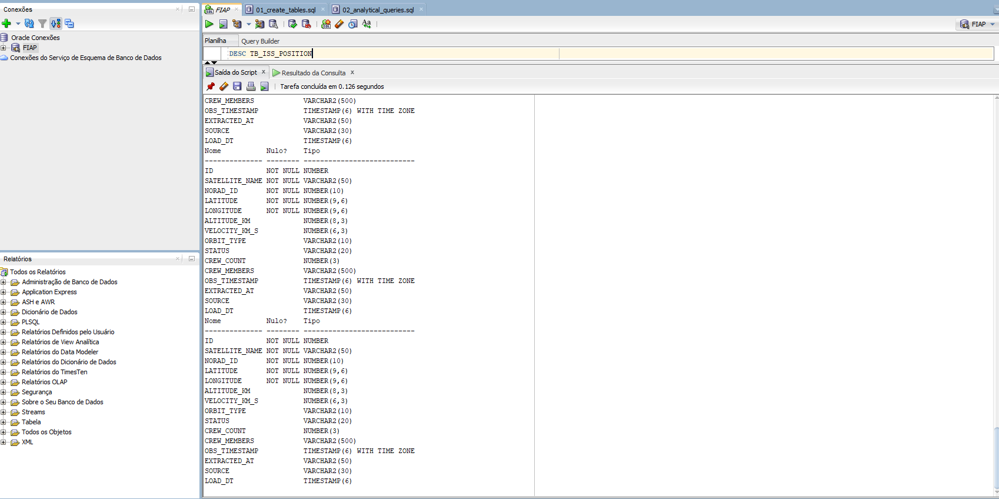 Conexões
Orade Conexões
FIAP
Conexões do Serviço de Esquema de Banco de Dados
Relatórios
Todos os Relatórios
Administração de Banco de Dados
Application Express
ASH e AWR
Dicionário de Dados
PLSQL
Relatórios Definidos pelo Usuário
Relatórios de View Analítica
Relatórios do Data Modeler
Relatórios do Dicionário de Dados
Relatórios do TimesTen
Relatórios OLAP
Segurança
Sobre o Seu Banco de Dados
Streams
Tabela
Todos os Objetos
XML
FIAP 01_create_tables.sql 02_analytical_queries.sql
FIAP
Planilha Query Builder
DESC TB_ISS_POSITION
Saída do Script x Resultado da Consulta x
Tarefa concluída em 0.126 segundos
CREW_MEMBERS VARCHAR2(500)
OBS_TIMESTAMP TIMESTAMP(6) WITH TIME ZONE
EXTRACTED_AT VARCHAR2(50)
SOURCE VARCHAR2(30)
LOAD_DT TIMESTAMP(6)
Nome Nulo? Tipo
-------------- -------- ---------------------------
ID NOT NULL NUMBER
SATELLITE_NAME NOT NULL VARCHAR2(50)
NORAD_ID NOT NULL NUMBER(10)
LATITUDE NOT NULL NUMBER(9,6)
LONGITUDE NOT NULL NUMBER(9,6)
ALTITUDE_KM NUMBER(8,3)
VELOCITY_KM_S NUMBER(6,3)
ORBIT_TYPE VARCHAR2(10)
STATUS VARCHAR2(20)
CREW_COUNT NUMBER(3)
CREW_MEMBERS VARCHAR2(500)
OBS_TIMESTAMP TIMESTAMP(6) WITH TIME ZONE
EXTRACTED_AT VARCHAR2(50)
SOURCE VARCHAR2(30)
LOAD_DT TIMESTAMP(6)
Nome Nulo? Tipo
-------------- -------- ---------------------------
ID NOT NULL NUMBER
SATELLITE_NAME NOT NULL VARCHAR2(50)
NORAD_ID NOT NULL NUMBER(10)
LATITUDE NOT NULL NUMBER(9,6)
LONGITUDE NOT NULL NUMBER(9,6)
ALTITUDE_KM NUMBER(8,3)
VELOCITY_KM_S NUMBER(6,3)
ORBIT_TYPE VARCHAR2(10)
STATUS VARCHAR2(20)
CREW_COUNT NUMBER(3)
CREW_MEMBERS VARCHAR2(500)
OBS_TIMESTAMP TIMESTAMP(6) WITH TIME ZONE
EXTRACTED_AT VARCHAR2(50)
SOURCE VARCHAR2(30)
LOAD_DT TIMESTAMP(6)